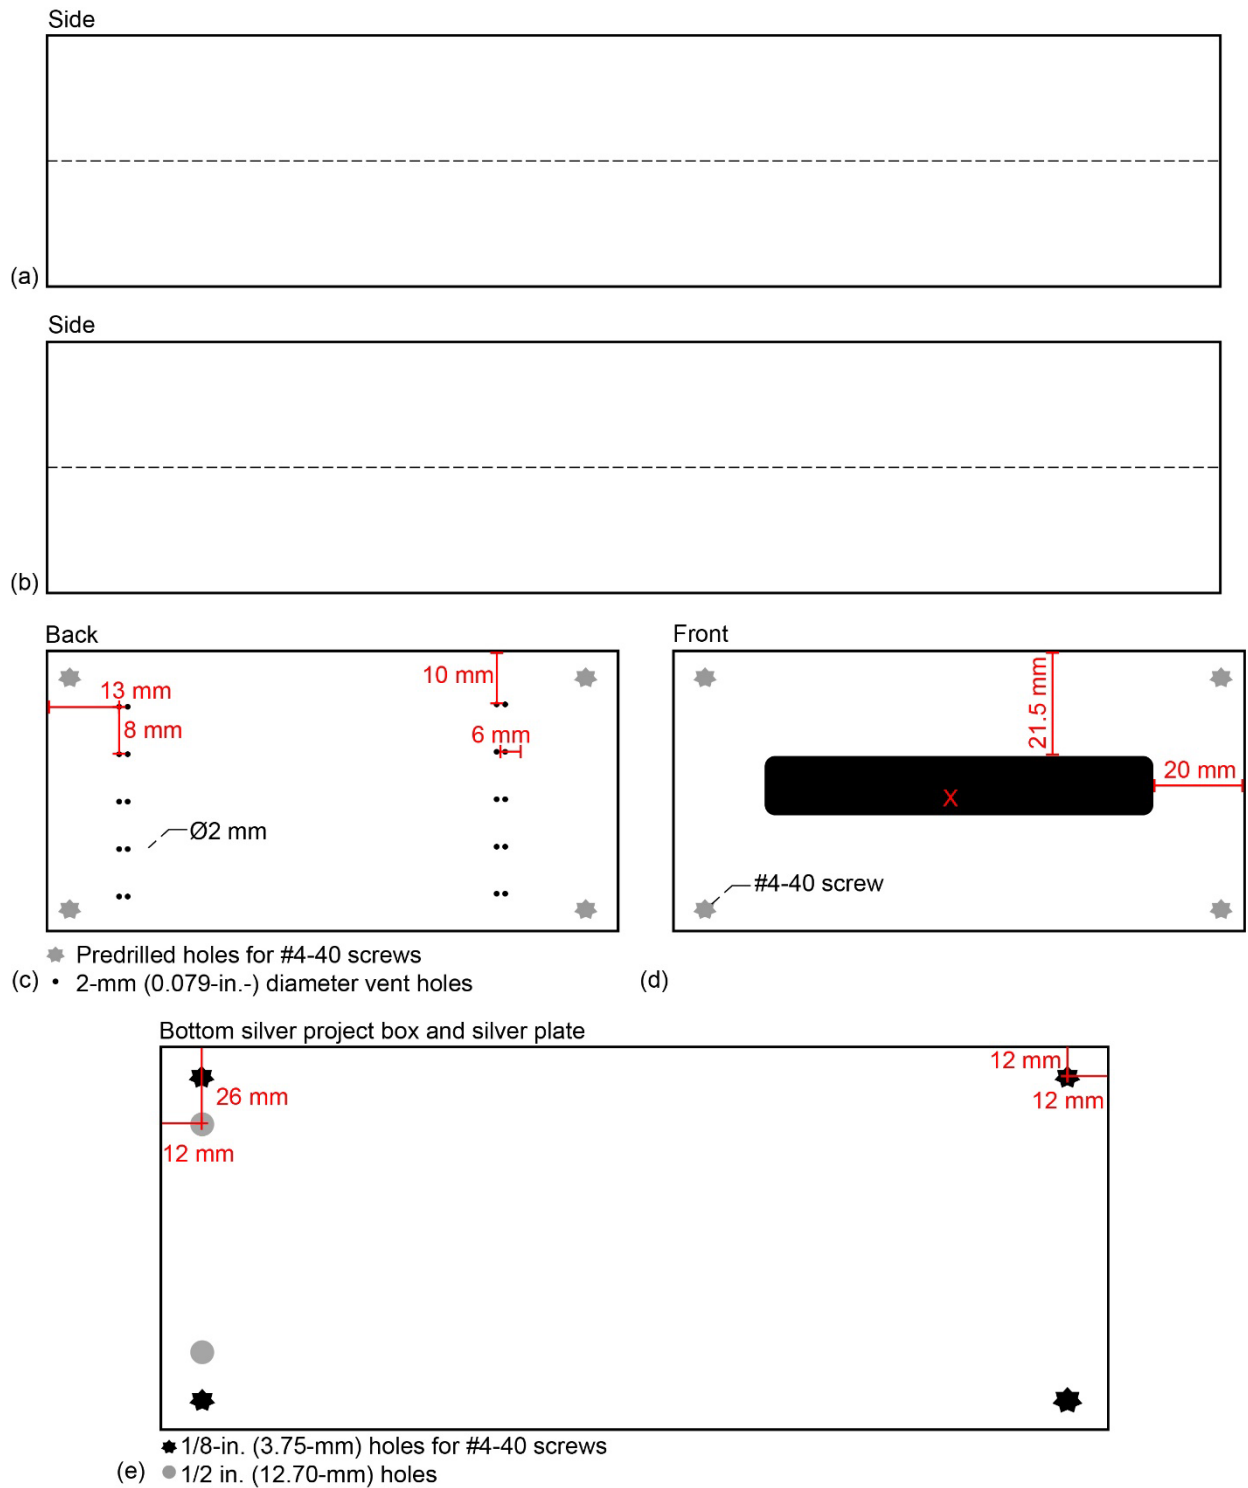 Side
(a)
Side
(b)
Back
13 mm
8 mm
10 mm
6 mm
Ø2 mm
Predrilled holes for #4-40 screws
(c) • 2-mm (0.079-in.-) diameter vent holes
Front
21.5 mm
20 mm
X
#4-40 screw
(d)
Bottom silver project box and silver plate
26 mm
12 mm
12 mm
12 mm
1/8-in. (3.75-mm) holes for #4-40 screws
(e) 1/2 in. (12.70-mm) holes